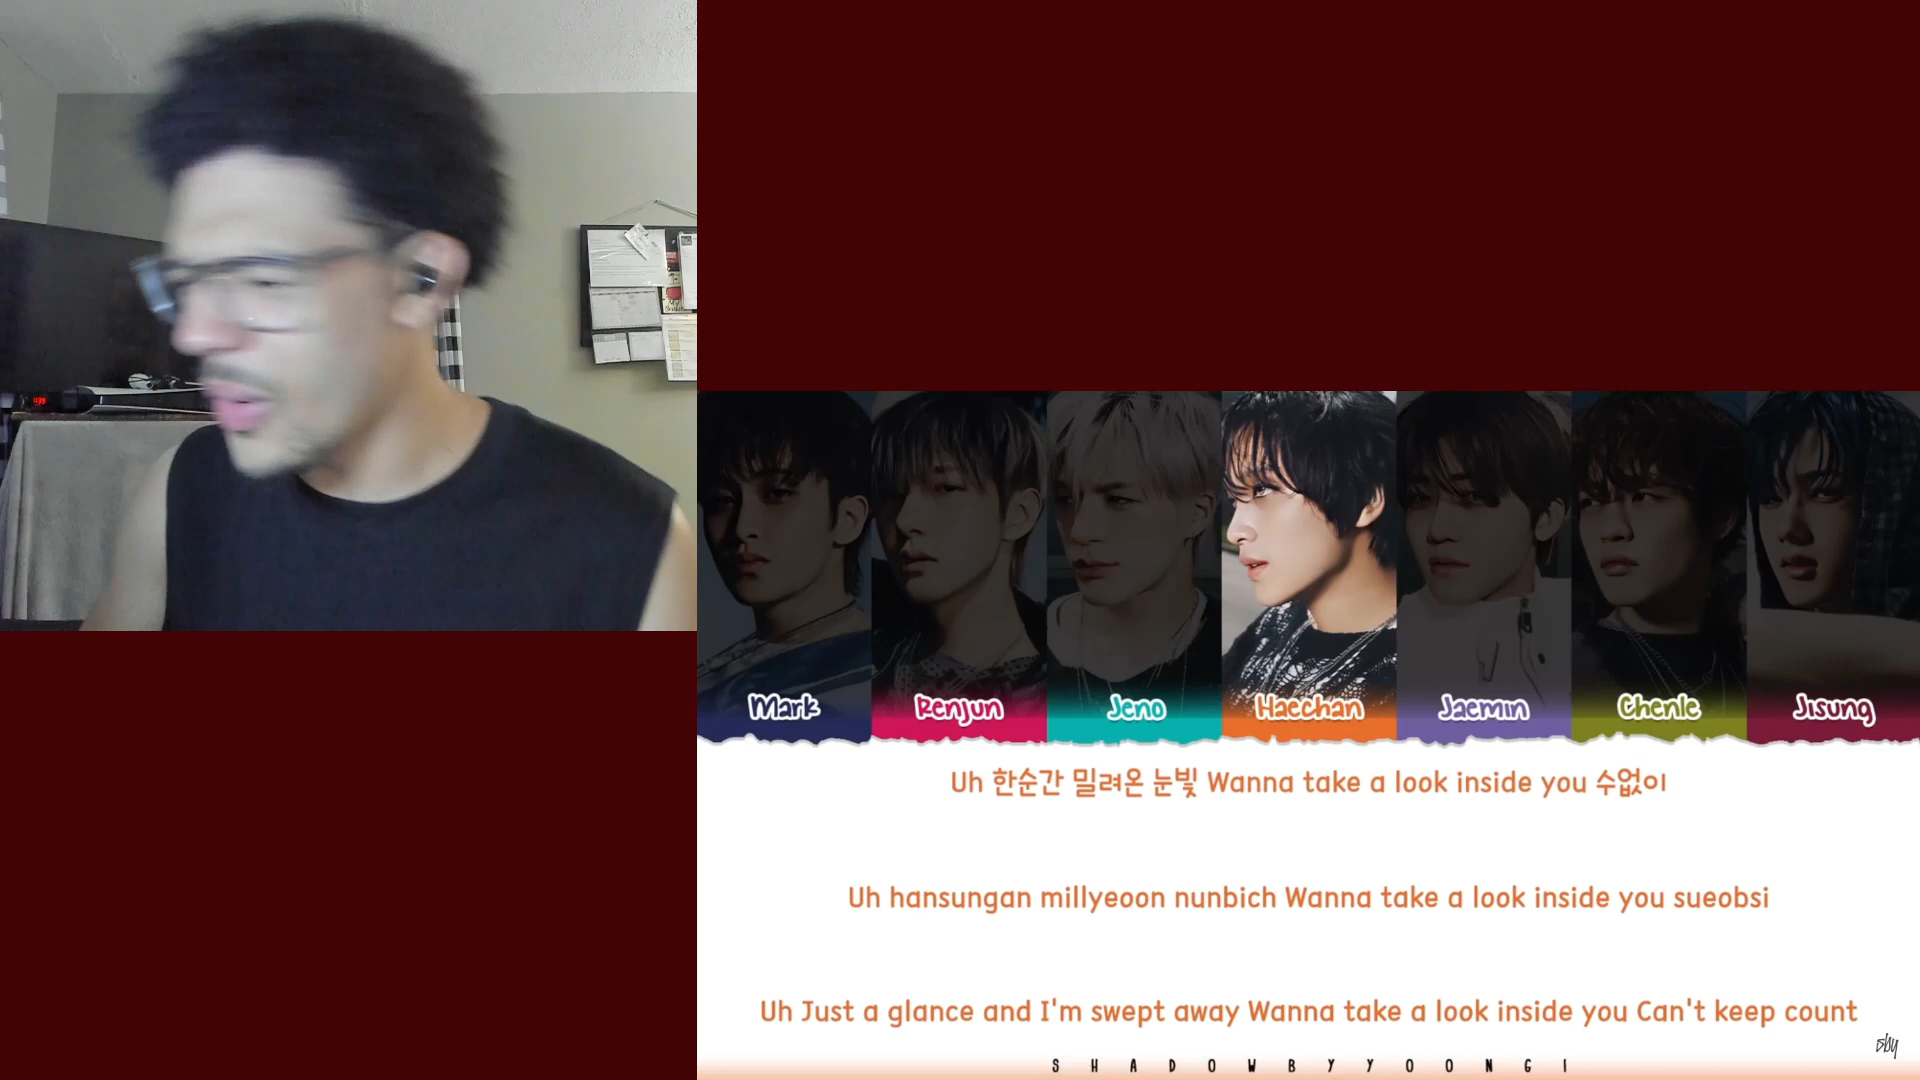 Mark Renjun Jeno Haechan Jaemin Chenle Jisung
Uh 한순간 밀려온 눈빛 Wanna take a look inside you 수없이
Uh hansungan millyeoon nunbich Wanna take a look inside you sueobsi
Uh Just a glance and I'm swept away Wanna take a look inside you Can't keep count
sby
SHADOWBYYOONGI